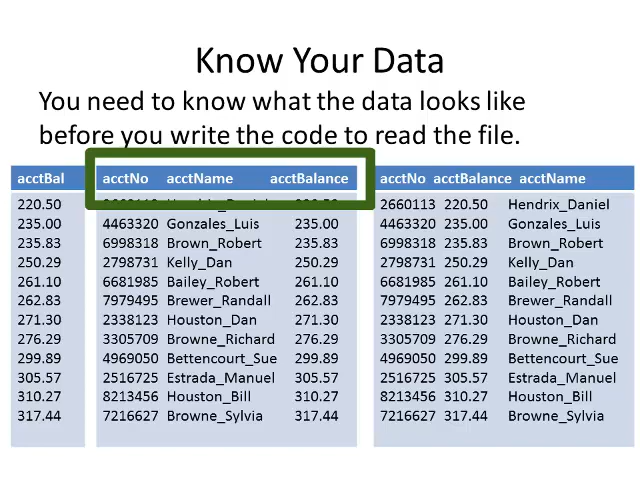 Know Your Data
You need to know what the data looks like
before you write the code to read the file.
acctBal acctNo acctName acctBalance acctNo acctBalance acctName
220.50 2660113 220.50 Hendrix_Daniel
235.00 4463320 Gonzales_Luis 235.00 4463320 235.00 Gonzales_Luis
235.83 6998318 Brown_Robert 235.83 6998318 235.83 Brown_Robert
250.29 2798731 Kelly_Dan 250.29 2798731 250.29 Kelly_Dan
261.10 6681985 Bailey_Robert 261.10 6681985 261.10 Bailey_Robert
262.83 7979495 Brewer_Randall 262.83 7979495 262.83 Brewer_Randall
271.30 2338123 Houston_Dan 271.30 2338123 271.30 Houston_Dan
276.29 3305709 Browne_Richard 276.29 3305709 276.29 Browne_Richard
299.89 4969050 Bettencourt_Sue 299.89 4969050 299.89 Bettencourt_Sue
305.57 2516725 Estrada_Manuel 305.57 2516725 305.57 Estrada_Manuel
310.27 8213456 Houston_Bill 310.27 8213456 310.27 Houston_Bill
317.44 7216627 Browne_Sylvia 317.44 7216627 317.44 Browne_Sylvia